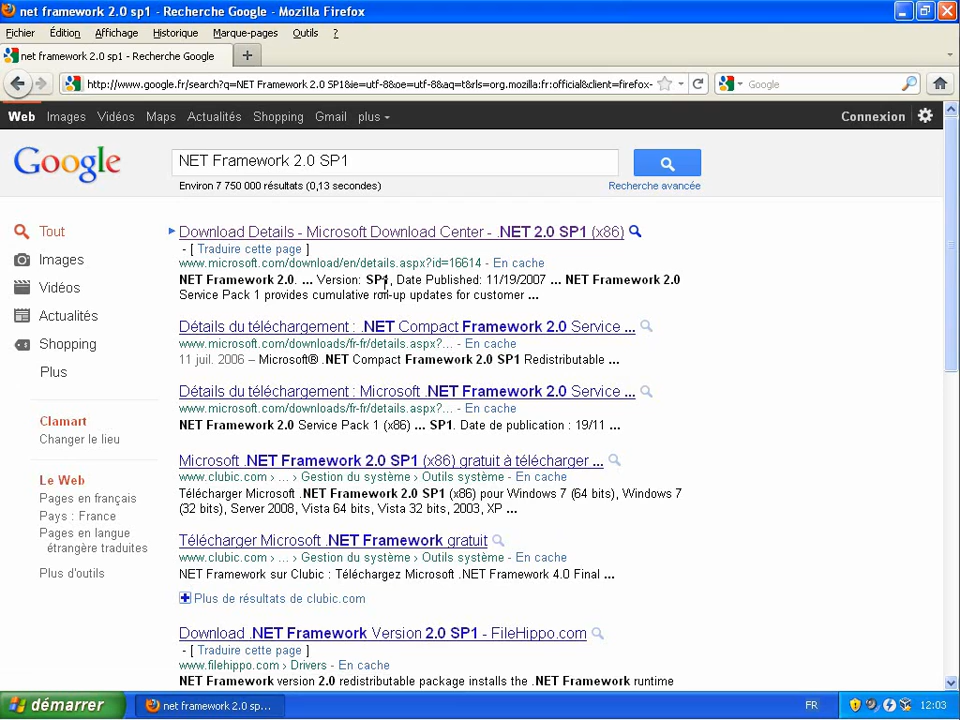 net framework 2.0 sp1 - Recherche Google - Mozilla Firefox
Fichier Édition Affichage Historique Marque-pages Outils ?
net framework 2.0 sp1 - Recherche Google
http://www.google.fr/search?q=NET Framework 2.0 SP1&ie=utf-8&oe=utf-8&aq=t&rls=org.mozilla:fr:official&client=firefox- Google
Web Images Vidéos Maps Actualités Shopping Gmail plus Connexion
Google
NET Framework 2.0 SP1
Environ 7 750 000 résultats (0,13 secondes) Recherche avancée
Tout
Images
Vidéos
Actualités
Shopping
Plus
Clamart
Changer le lieu
Le Web
Pages en français
Pays : France
Pages en langue
étrangère traduites
Plus d'outils
Download Details - Microsoft Download Center - .NET 2.0 SP1 (x86)
- [ Traduire cette page ]
www.microsoft.com/download/en/details.aspx?id=16614 - En cache
NET Framework 2.0. ... Version: SP1, Date Published: 11/19/2007 ... NET Framework 2.0
Service Pack 1 provides cumulative roll-up updates for customer ...
Détails du téléchargement : .NET Compact Framework 2.0 Service ...
www.microsoft.com/downloads/fr-fr/details.aspx?... - En cache
11 juil. 2006 – Microsoft® .NET Compact Framework 2.0 SP1 Redistributable ...
Détails du téléchargement : Microsoft .NET Framework 2.0 Service ...
www.microsoft.com/downloads/fr-fr/details.aspx?... - En cache
NET Framework 2.0 Service Pack 1 (x86) ... SP1. Date de publication : 19/11 ...
Microsoft .NET Framework 2.0 SP1 (x86) gratuit à télécharger ...
www.clubic.com › ... › Gestion du système › Outils système - En cache
Télécharger Microsoft .NET Framework 2.0 SP1 (x86) pour Windows 7 (64 bits), Windows 7
(32 bits), Server 2008, Vista 64 bits, Vista 32 bits, 2003, XP ...
Télécharger Microsoft .NET Framework gratuit
www.clubic.com › ... › Gestion du système › Outils système - En cache
NET Framework sur Clubic : Téléchargez Microsoft .NET Framework 4.0 Final ...
Plus de résultats de clubic.com
Download .NET Framework Version 2.0 SP1 - FileHippo.com
- [ Traduire cette page ]
www.filehippo.com › Drivers - En cache
NET Framework version 2.0 redistributable package installs the .NET Framework runtime
démarrer net framework 2.0 sp... FR 12:03